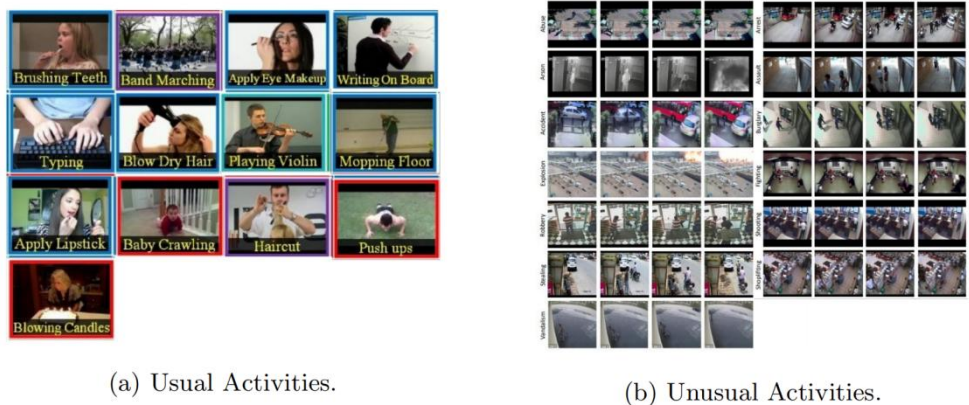 Brushing Teeth
Band Marching
Apply Eye Makeup
Writing On Board
Typing
Blow Dry Hair
Playing Violin
Mopping Floor
Apply Lipstick
Baby Crawling
Haircut
Push ups
Blowing Candles
(a) Usual Activities.
Abuse
Arrest
Arson
Assault
Accident
Burglary
Explosion
Fighting
Robbery
Shooting
Stealing
Shoplifting
Vandalism
(b) Unusual Activities.